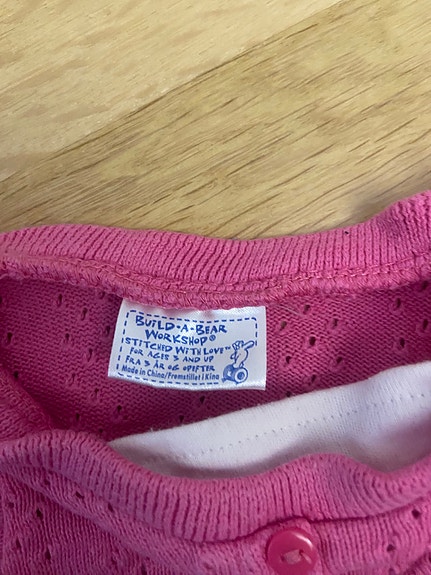 BUILD-A-BEAR
WORKSHOP®
STITCHED WITH LOVE™
FOR AGES 3 AND UP
FRA 3 ÅR OG OPEFTER
Made in China/Fremstillet i Kina